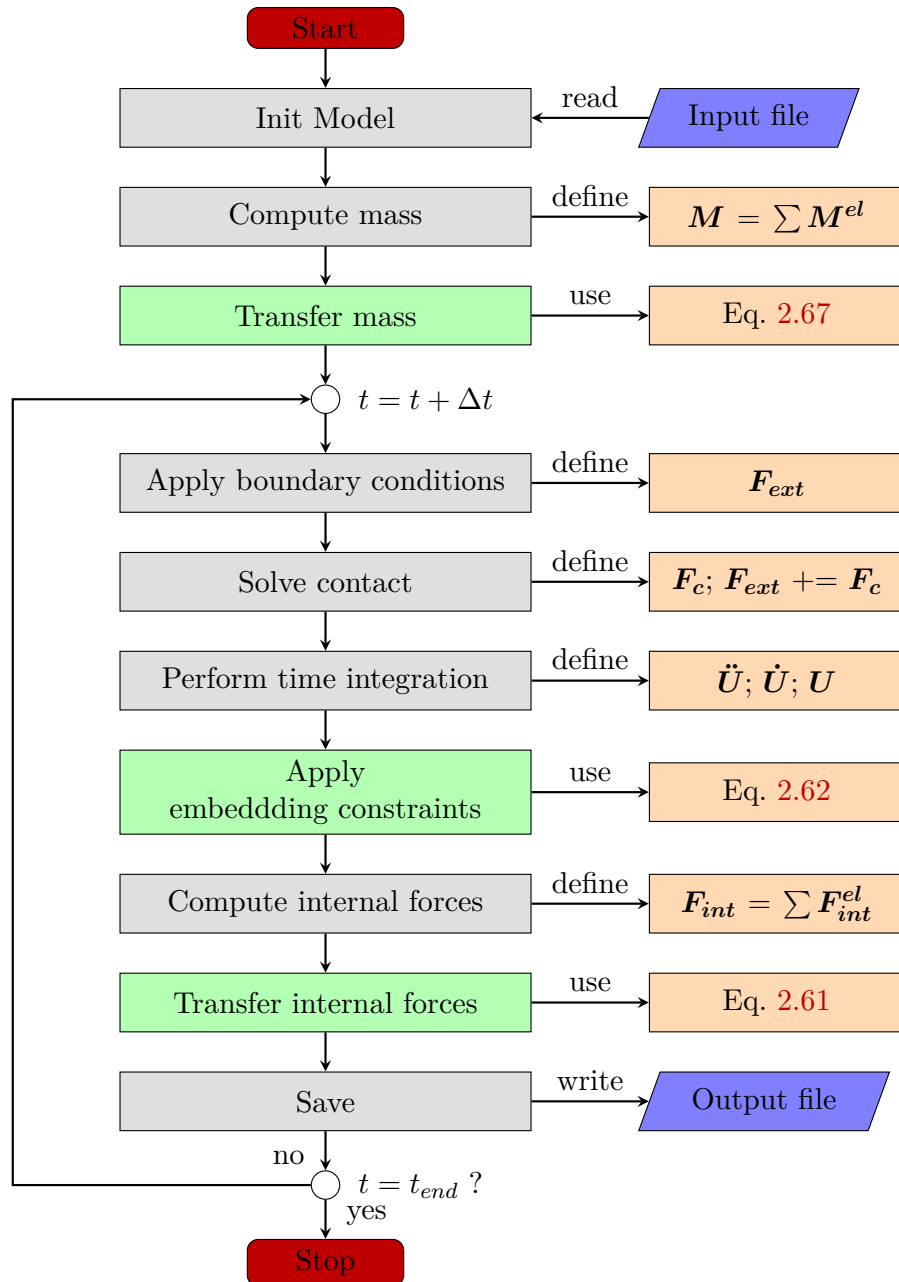 Start
Init Model
read
Input file
Compute mass
define
M = ∑ M^el
Transfer mass
use
Eq. 2.67
t = t + Δt
Apply boundary conditions
define
F_ext
Solve contact
define
F_c; F_ext += F_c
Perform time integration
define
Ü; U̇; U
Apply
embeddding constraints
use
Eq. 2.62
Compute internal forces
define
F_int = ∑ F_int^el
Transfer internal forces
use
Eq. 2.61
Save
write
Output file
no
t = t_end ?
yes
Stop